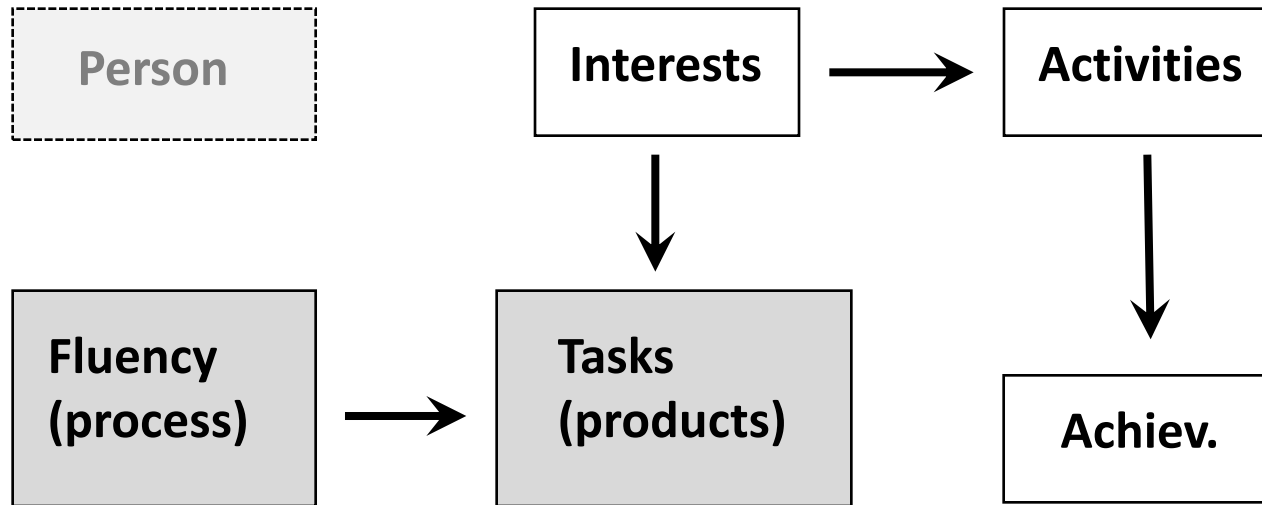 Person
Interests
Activities
Fluency
(process)
Tasks
(products)
Achiev.